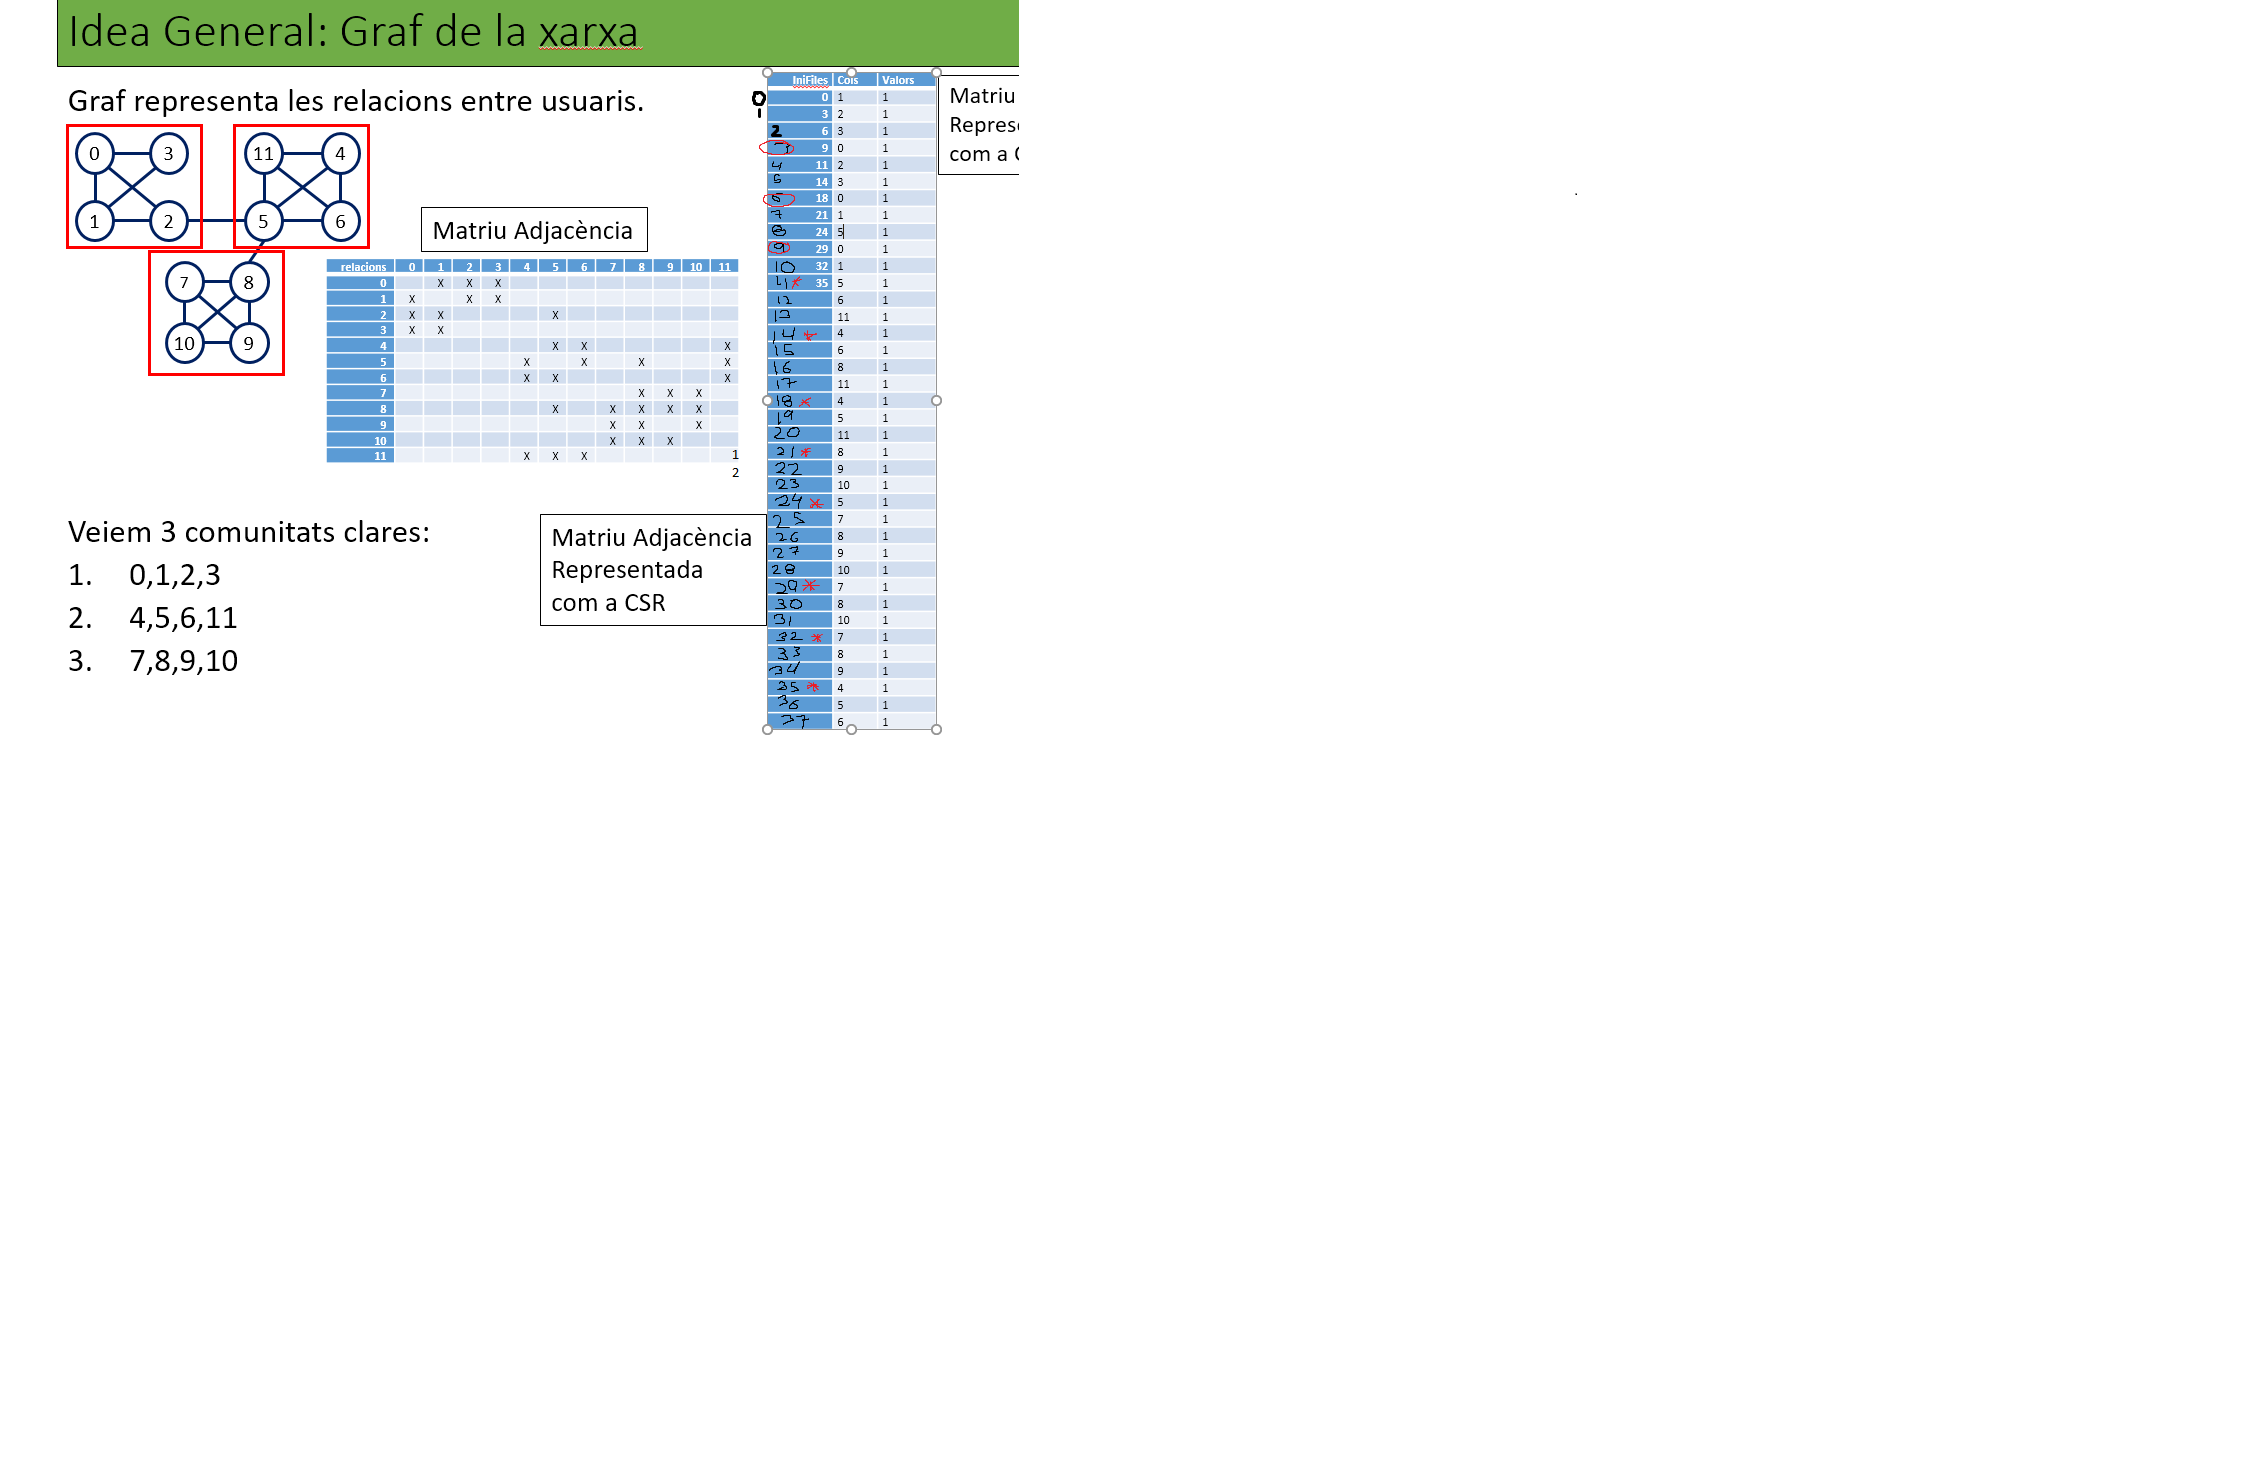 Idea General: Graf de la xarxa
Graf representa les relacions entre usuaris.
0 3 11 4
1 2 5 6
7 8
10 9
Matriu Adjacència
relacions 0 1 2 3 4 5 6 7 8 9 10 11
0 X X X
1 X X X
2 X X X
3 X X
4 X X X
5 X X X X
6 X X X
7 X X X
8 X X X X X
9 X X X
10 X X X
11 X X X
1
2
Veiem 3 comunitats clares:
1. 0,1,2,3
2. 4,5,6,11
3. 7,8,9,10
Matriu Adjacència
Representada
com a CSR
IniFiles Cols Valors
0 0 1 1
3 2 1
2 6 3 1
9 0 1
4 11 2 1
5 14 3 1
18 0 1
7 21 1 1
8 24 5 1
9 29 0 1
10 32 1 1
11 * 35 5 1
12 6 1
13 11 1
14 * 4 1
15 6 1
16 8 1
17 11 1
18 * 4 1
19 5 1
20 11 1
21 * 8 1
22 9 1
23 10 1
24 * 5 1
25 7 1
26 8 1
27 9 1
28 10 1
29 * 7 1
30 8 1
31 10 1
32 * 7 1
33 8 1
34 9 1
35 * 4 1
36 5 1
37 6 1
Matriu
Repres
com a